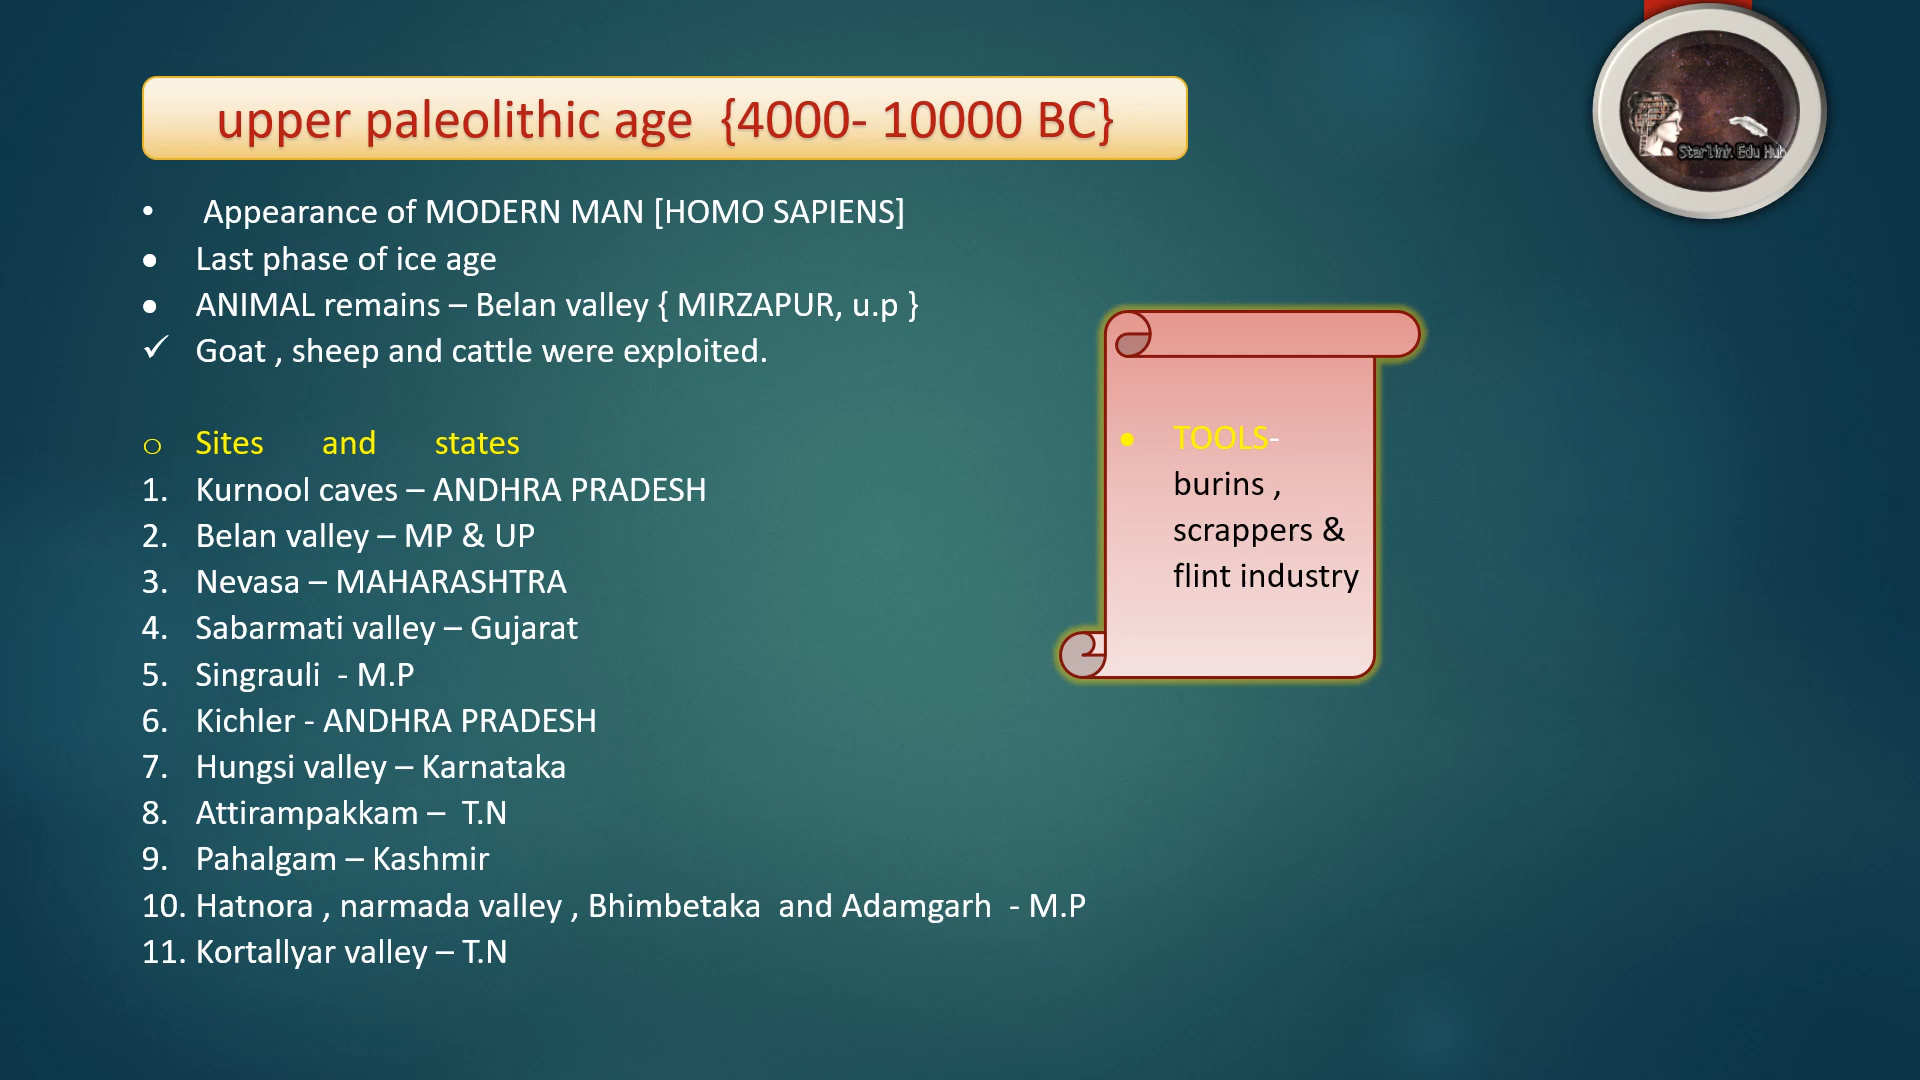 upper paleolithic age {4000- 10000 BC}
Starlink Edu Hub
• Appearance of MODERN MAN [HOMO SAPIENS]
• Last phase of ice age
• ANIMAL remains – Belan valley { MIRZAPUR, u.p }
✓ Goat , sheep and cattle were exploited.
o Sites and states
1. Kurnool caves – ANDHRA PRADESH
2. Belan valley – MP & UP
3. Nevasa – MAHARASHTRA
4. Sabarmati valley – Gujarat
5. Singrauli - M.P
6. Kichler - ANDHRA PRADESH
7. Hungsi valley – Karnataka
8. Attirampakkam – T.N
9. Pahalgam – Kashmir
10. Hatnora , narmada valley , Bhimbetaka and Adamgarh - M.P
11. Kortallyar valley – T.N
• TOOLS-
burins ,
scrappers &
flint industry